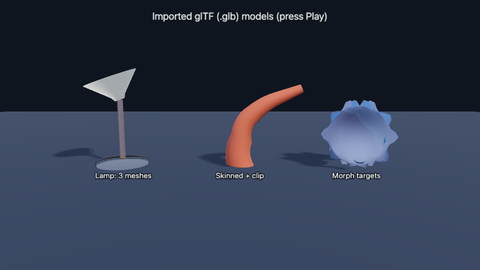 Imported glTF (.glb) models (press Play)
Lamp: 3 meshes
Skinned + clip
Morph targets